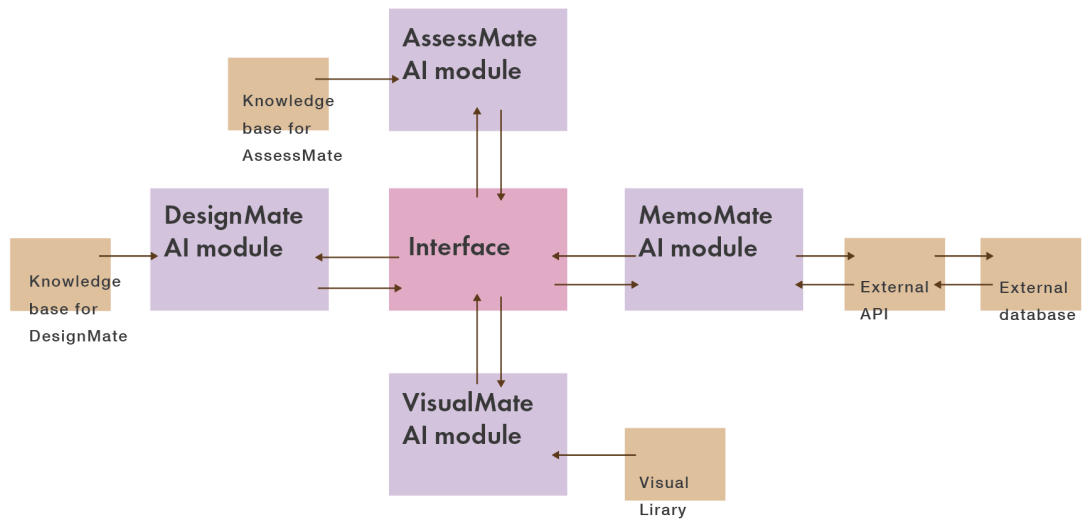 AssessMate
AI module
Knowledge
base for
AssessMate
DesignMate
AI module
Interface
MemoMate
AI module
Knowledge
base for
DesignMate
External
API
External
database
VisualMate
AI module
Visual
Lirary